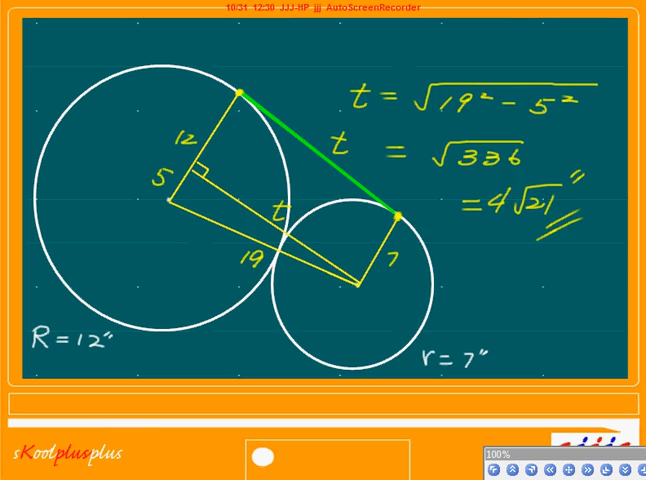 10/31 12:30 JJJ-HP jjj AutoScreenRecorder
t = √19² - 5²
12
t = √336
5
= 4√21"
t
19
7
R = 12"
r = 7"
sKoolplusplus
100%